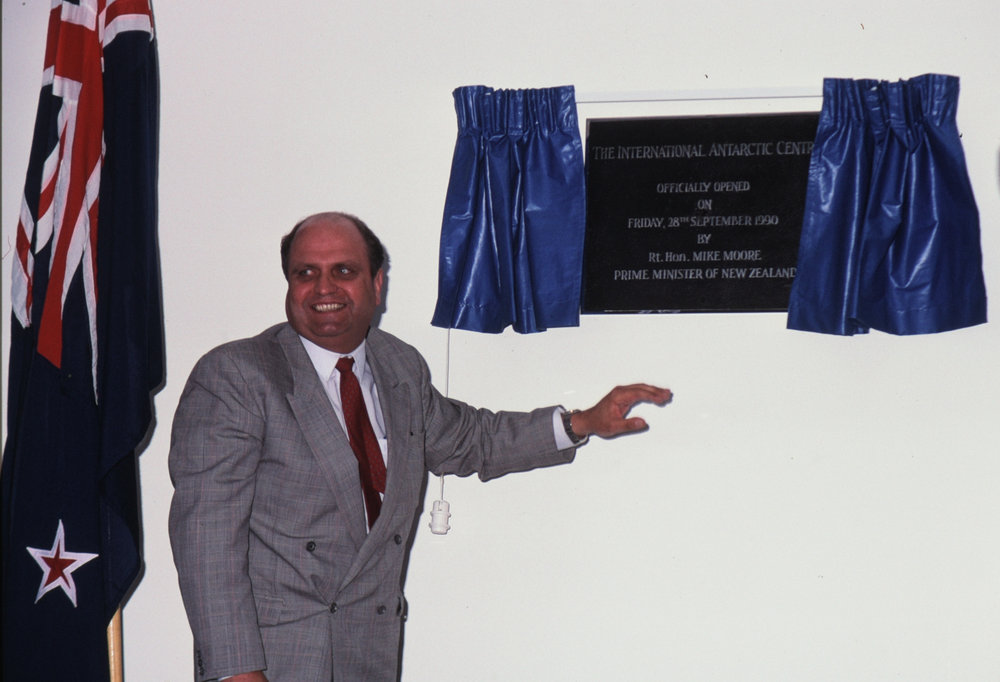 THE INTERNATIONAL ANTARCTIC CENTR
OFFICIALLY OPENED
ON
FRIDAY, 28TH SEPTEMBER 1990
BY
RT. HON. MIKE MOORE
PRIME MINISTER OF NEW ZEALAND